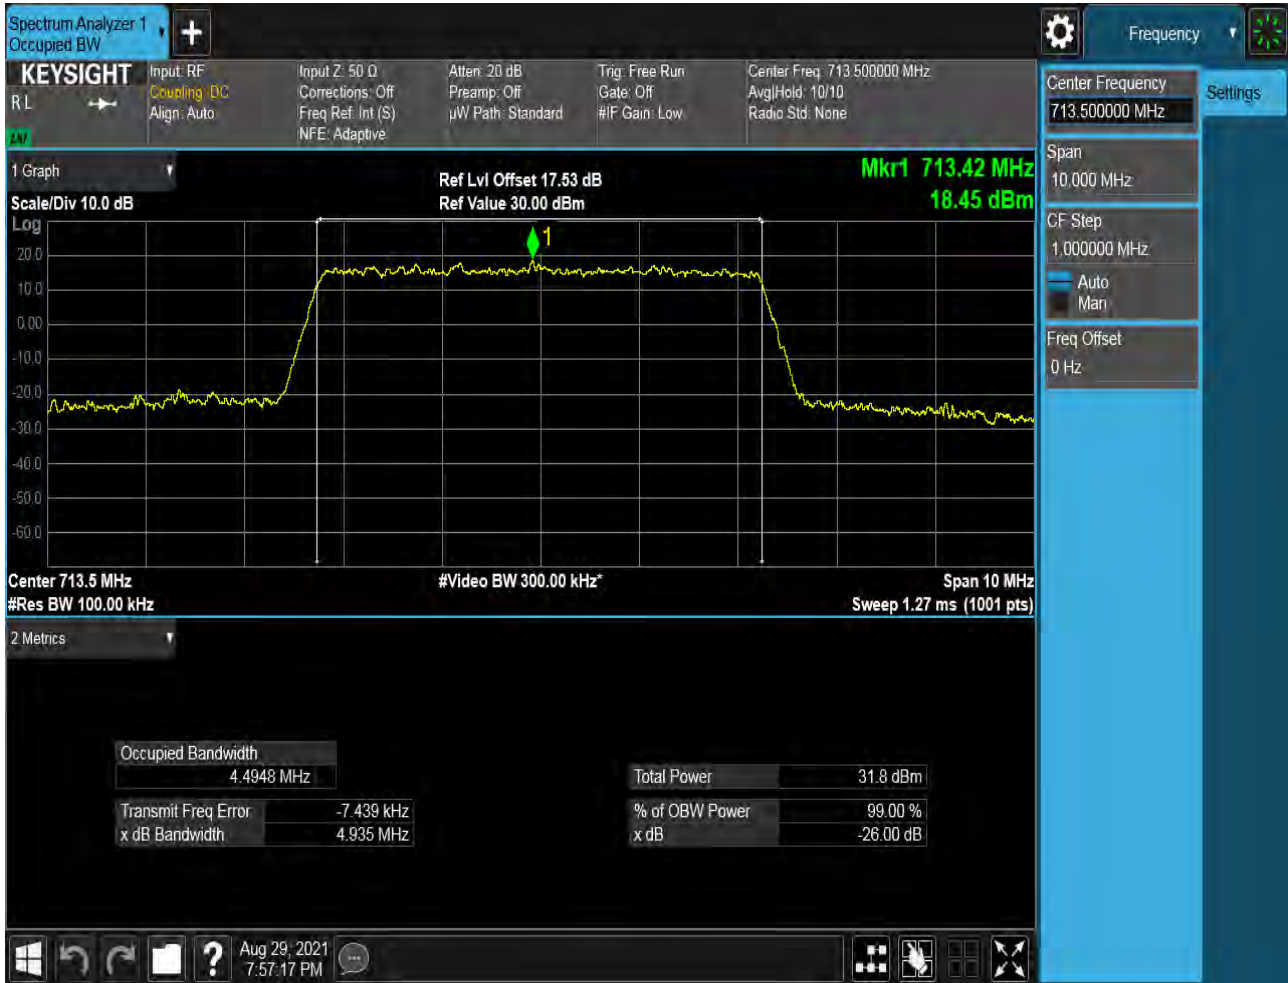 Spectrum Analyzer 1
Occupied BW
+
Frequency
KEYSIGHT
R L
LNI
Input: RF
Coupling: DC
Align: Auto
Input Z: 50 Ω
Corrections: Off
Freq Ref: Int (S)
NFE: Adaptive
Atten: 20 dB
Preamp: Off
µW Path: Standard
Trig: Free Run
Gate: Off
#IF Gain: Low
Center Freq: 713.500000 MHz
Avg|Hold: 10/10
Radio Std: None
Center Frequency
713.500000 MHz
Settings
Span
10.000 MHz
CF Step
1.000000 MHz
Auto
Man
Freq Offset
0 Hz
1 Graph
Scale/Div 10.0 dB
Ref Lvl Offset 17.53 dB
Ref Value 30.00 dBm
Mkr1 713.42 MHz
18.45 dBm
Log
20.0
10.0
0.00
-10.0
-20.0
-30.0
-40.0
-50.0
-60.0
1
Center 713.5 MHz
#Res BW 100.00 kHz
#Video BW 300.00 kHz*
Span 10 MHz
Sweep 1.27 ms (1001 pts)
2 Metrics
Occupied Bandwidth
4.4948 MHz
Transmit Freq Error -7.439 kHz
x dB Bandwidth 4.935 MHz
Total Power 31.8 dBm
% of OBW Power 99.00 %
x dB -26.00 dB
?
Aug 29, 2021
7:57:17 PM